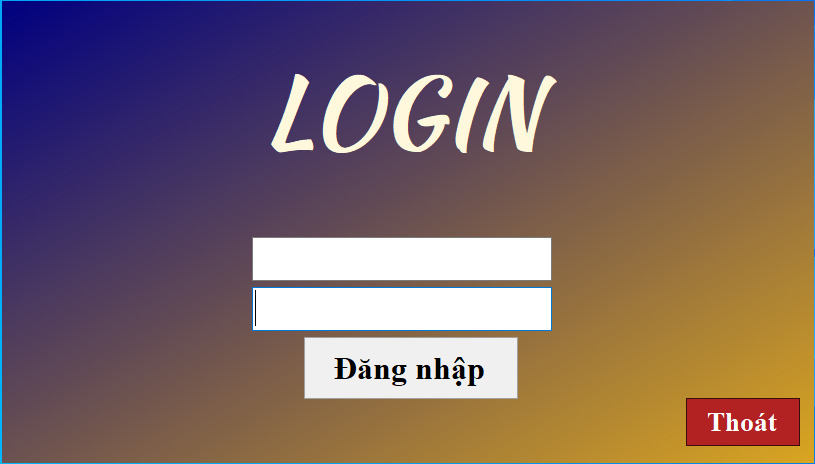 LOGIN
Đăng nhập
Thoát